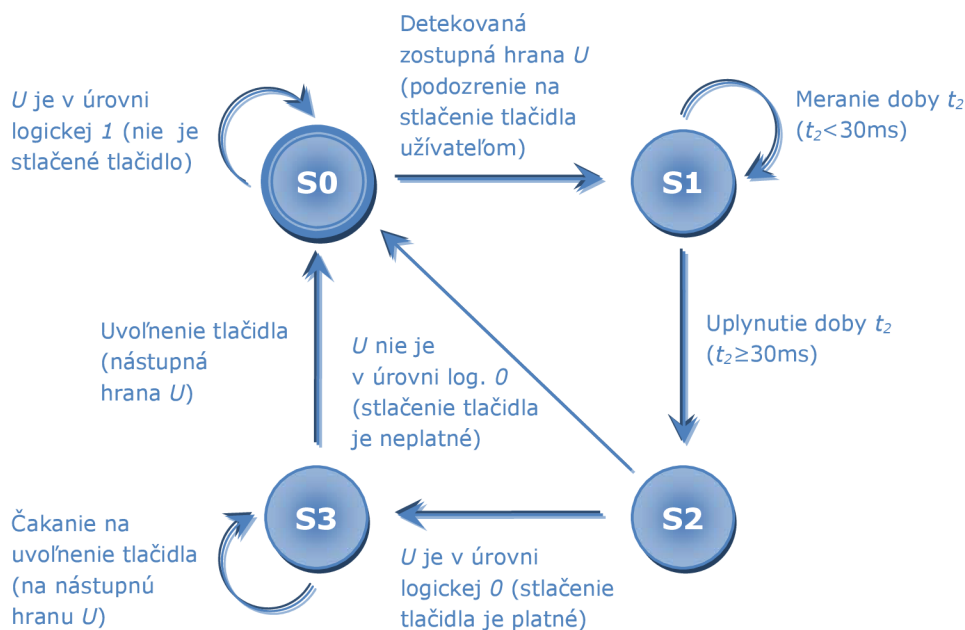 Detekovaná
zostupná hrana U
(podozrenie na
stlačenie tlačidla
užívateľom)
U je v úrovni
logickej 1 (nie je
stlačené tlačidlo)
Meranie doby t2
(t2<30ms)
S0
S1
Uvoľnenie tlačidla
(nástupná
hrana U)
U nie je
v úrovni log. 0
(stlačenie tlačidla
je neplatné)
Uplynutie doby t2
(t2≥30ms)
S3
S2
Čakanie na
uvoľnenie tlačidla
(na nástupnú
hranu U)
U je v úrovni
logickej 0 (stlačenie
tlačidla je platné)